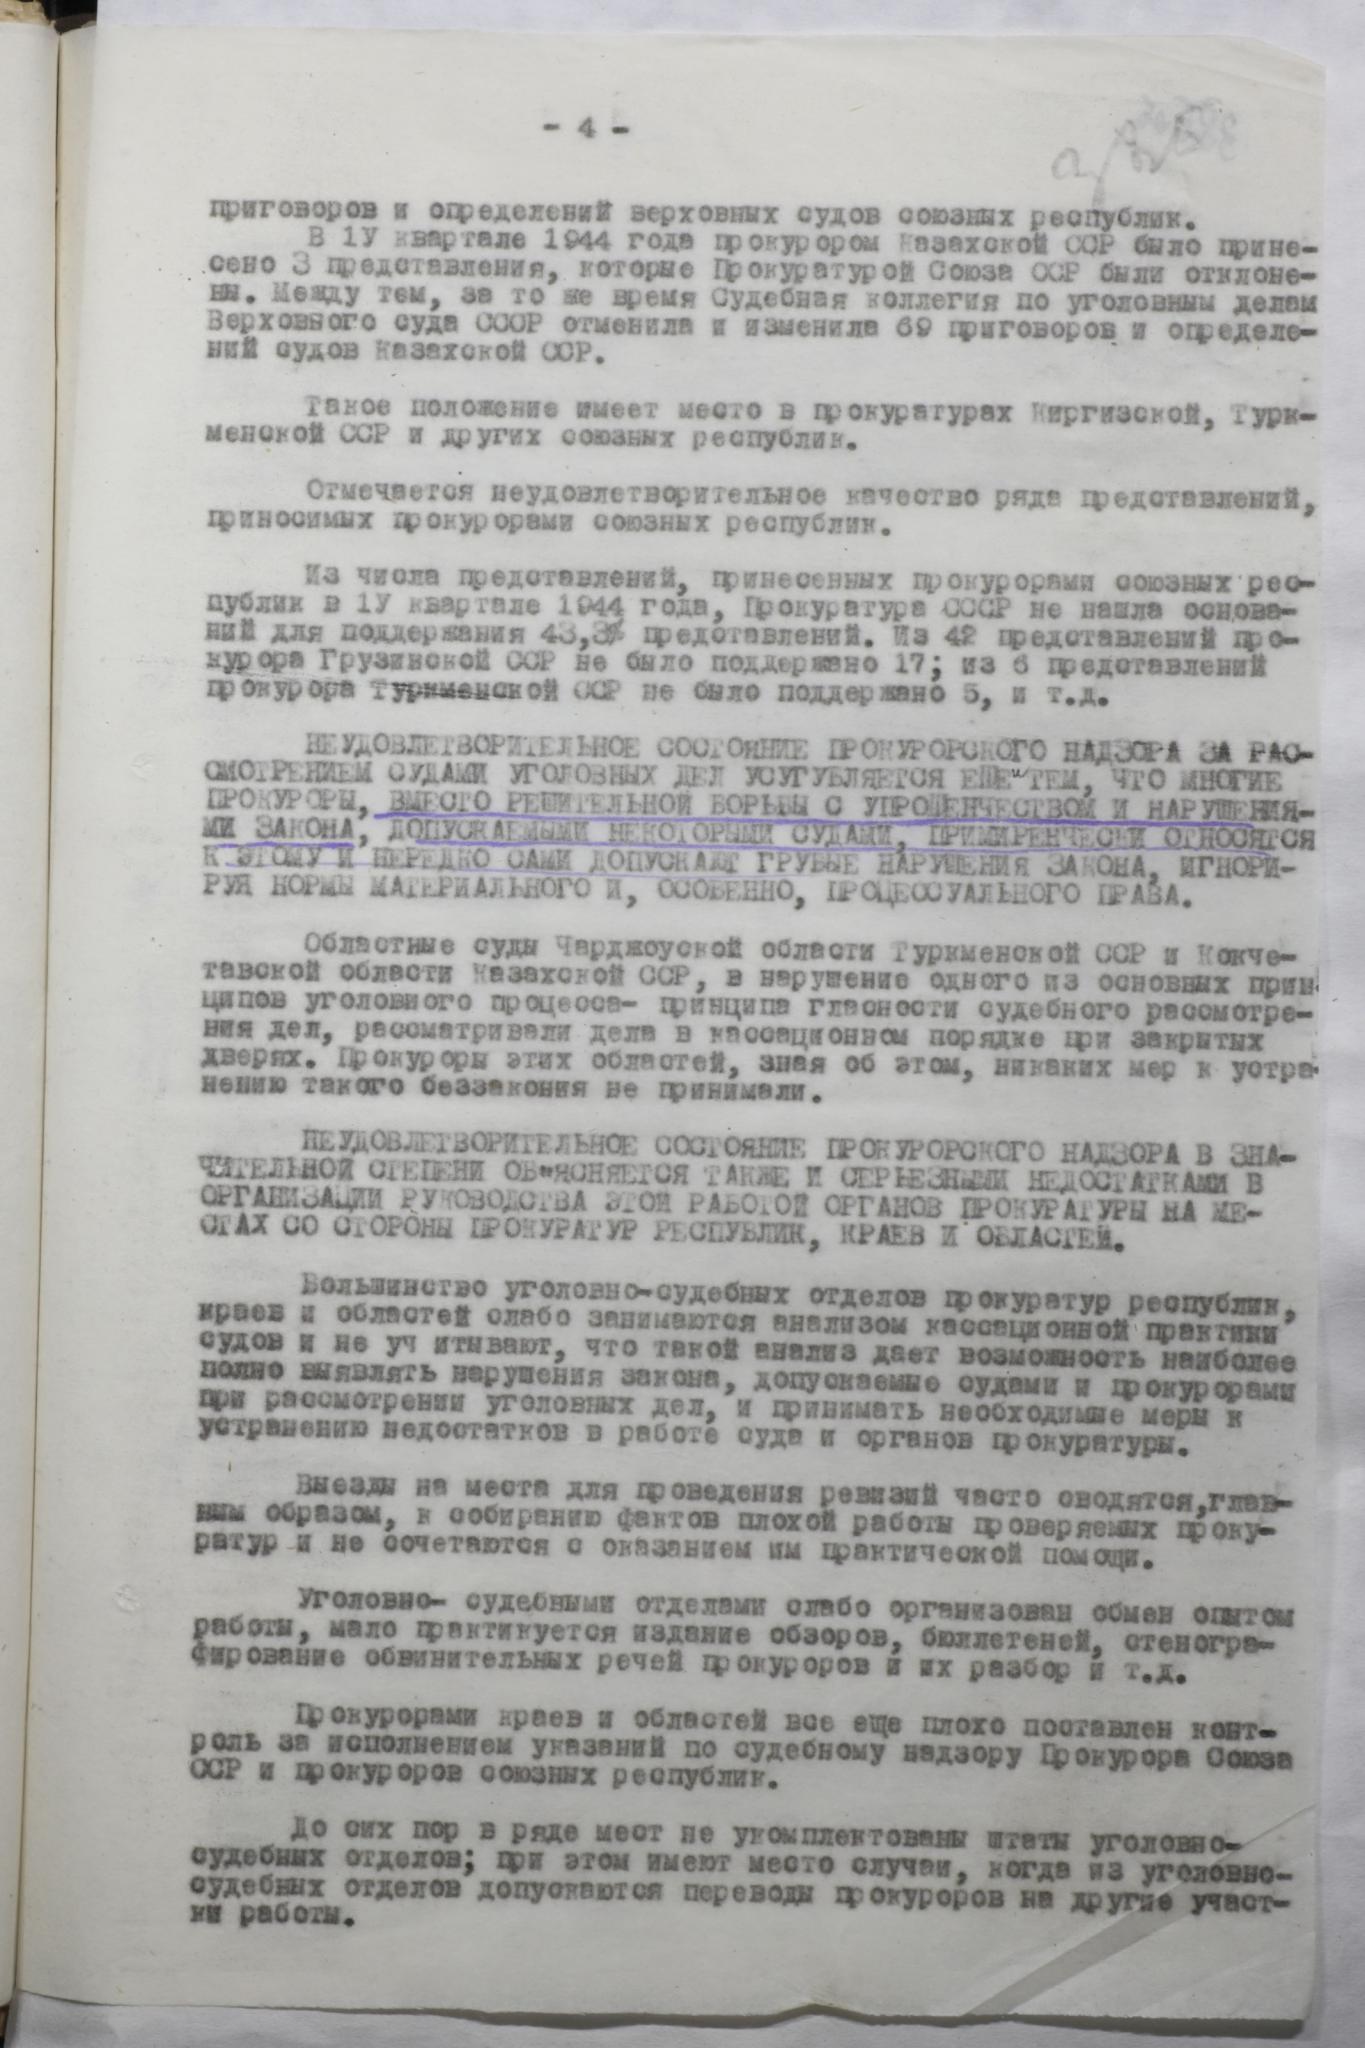 - 4 -
приговоров и определений верховных судов союзных республик.
В 1У квартале 1944 года прокурором Казахской ССР было прине-
сено 3 представления, которые Прокуратурой Союза ССР были отклоне-
ны. Между тем, за то же время Судебная коллегия по уголовным делам
Верховного суда СССР отменила и изменила 69 приговоров и определе-
ний судов Казахской ССР.
Такое положение имеет место в прокуратурах Киргизской, Турк-
менской ССР и других союзных республик.
Отмечается неудовлетворительное качество ряда представлений,
приносимых прокурорами союзных республик.
Из числа представлений, принесенных прокурорами союзных рес-
публик в 1У квартале 1944 года, Прокуратура СССР не нашла основа-
ний для поддержания 43,3% представлений. Из 42 представлений про-
курора Грузинской ССР не было поддержано 17; из 6 представлений
прокурора Туркменской ССР не было поддержано 5, и т.д.
НЕУДОВЛЕТВОРИТЕЛЬНОЕ СОСТОЯНИЕ ПРОКУРОРСКОГО НАДЗОРА ЗА РАС-
СМОТРЕНИЕМ СУДАМИ УГОЛОВНЫХ ДЕЛ УСУГУБЛЯЕТСЯ ЕЩЕ и ТЕМ, ЧТО МНОГИЕ
ПРОКУРОРЫ, ВМЕСТО РЕШИТЕЛЬНОЙ БОРЬБЫ С УПРОЩЕНЧЕСТВОМ И НАРУШЕНИЯ-
МИ ЗАКОНА, ДОПУСКАЕМЫМИ НЕКОТОРЫМИ СУДАМИ, ПРИМИРЕНЧЕСКИ ОТНОСЯТСЯ
К ЭТОМУ И НЕРЕДКО САМИ ДОПУСКАЮТ ГРУБЫЕ НАРУШЕНИЯ ЗАКОНА, ИГНОРИ-
РУЯ НОРМЫ МАТЕРИАЛЬНОГО И, ОСОБЕННО, ПРОЦЕССУАЛЬНОГО ПРАВА.
Областные суды Чарджоуской области Туркменской ССР и Кокче-
тавской области Казахской ССР, в нарушение одного из основных прин-
ципов уголовного процесса- принципа гласности судебного рассмотре-
ния дел, рассматривали дела в кассационном порядке при закрытых
дверях. Прокуроры этих областей, зная об этом, никаких мер к устра-
нению такого беззакония не принимали.
НЕУДОВЛЕТВОРИТЕЛЬНОЕ СОСТОЯНИЕ ПРОКУРОРСКОГО НАДЗОРА В ЗНА-
ЧИТЕЛЬНОЙ СТЕПЕНИ ОБ"ЯСНЯЕТСЯ ТАКЖЕ И СЕРЬЕЗНЫМИ НЕДОСТАТКАМИ В
ОРГАНИЗАЦИИ РУКОВОДСТВА ЭТОЙ РАБОТОЙ ОРГАНОВ ПРОКУРАТУРЫ НА МЕ-
СТАХ СО СТОРОНЫ ПРОКУРАТУР РЕСПУБЛИК, КРАЕВ И ОБЛАСТЕЙ.
Большинство уголовно-судебных отделов прокуратур республик,
краев и областей слабо занимаются анализом кассационной практики
судов и не уч итывают, что такой анализ дает возможность наиболее
полно выявлять нарушения закона, допускаемые судами и прокурорами
при рассмотрении уголовных дел, и принимать необходимые меры к
устранению недостатков в работе суда и органов прокуратуры.
Выезды на места для проведения ревизий часто сводятся,глав-
ным образом, к собиранию фактов плохой работы проверяемых проку-
ратур и не сочетаются с оказанием им практической помощи.
Уголовно- судебными отделами слабо организован обмен опытом
работы, мало практикуется издание обзоров, бюллетеней, стеногра-
фирование обвинительных речей прокуроров и их разбор и т.д.
Прокурорами краев и областей все еще плохо поставлен конт-
роль за исполнением указаний по судебному надзору Прокурора Союза
ССР и прокуроров союзных республик.
До сих пор в ряде мест не укомплектованы штаты уголовно-
судебных отделов; при этом имеют место случаи, когда из уголовно-
судебных отделов допускаются переводы прокуроров на другие участ-
ки работы.